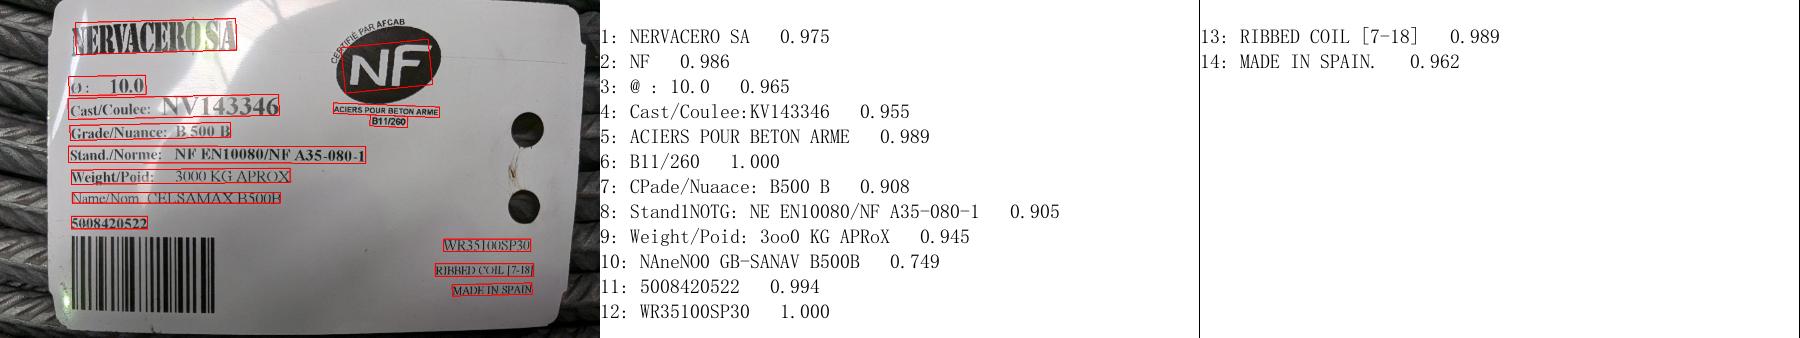 NERVACERO SA
CERTIFIÉ PAR AFCAB
NF
Ø : 10.0
Cast/Coulee: NV143346
ACIERS POUR BETON ARME
B11/260
Grade/Nuance: B 500 B
Stand./Norme: NF EN10080/NF A35-080-1
Weight/Poid: 3000 KG APROX
Name/Nom CELSAMAX B500B
5008420522
WR35100SP30
RIBBED COIL [7-18]
MADE IN SPAIN
1: NERVACERO SA 0.975
2: NF 0.986
3: @ : 10.0 0.965
4: Cast/Coulee:KV143346 0.955
5: ACIERS POUR BETON ARME 0.989
6: B11/260 1.000
7: CPade/Nuaace: B500 B 0.908
8: Stand1NOTG: NE EN10080/NF A35-080-1 0.905
9: Weight/Poid: 3oo0 KG APRoX 0.945
10: NAneNOO GB-SANAV B500B 0.749
11: 5008420522 0.994
12: WR35100SP30 1.000
13: RIBBED COIL [7-18] 0.989
14: MADE IN SPAIN. 0.962